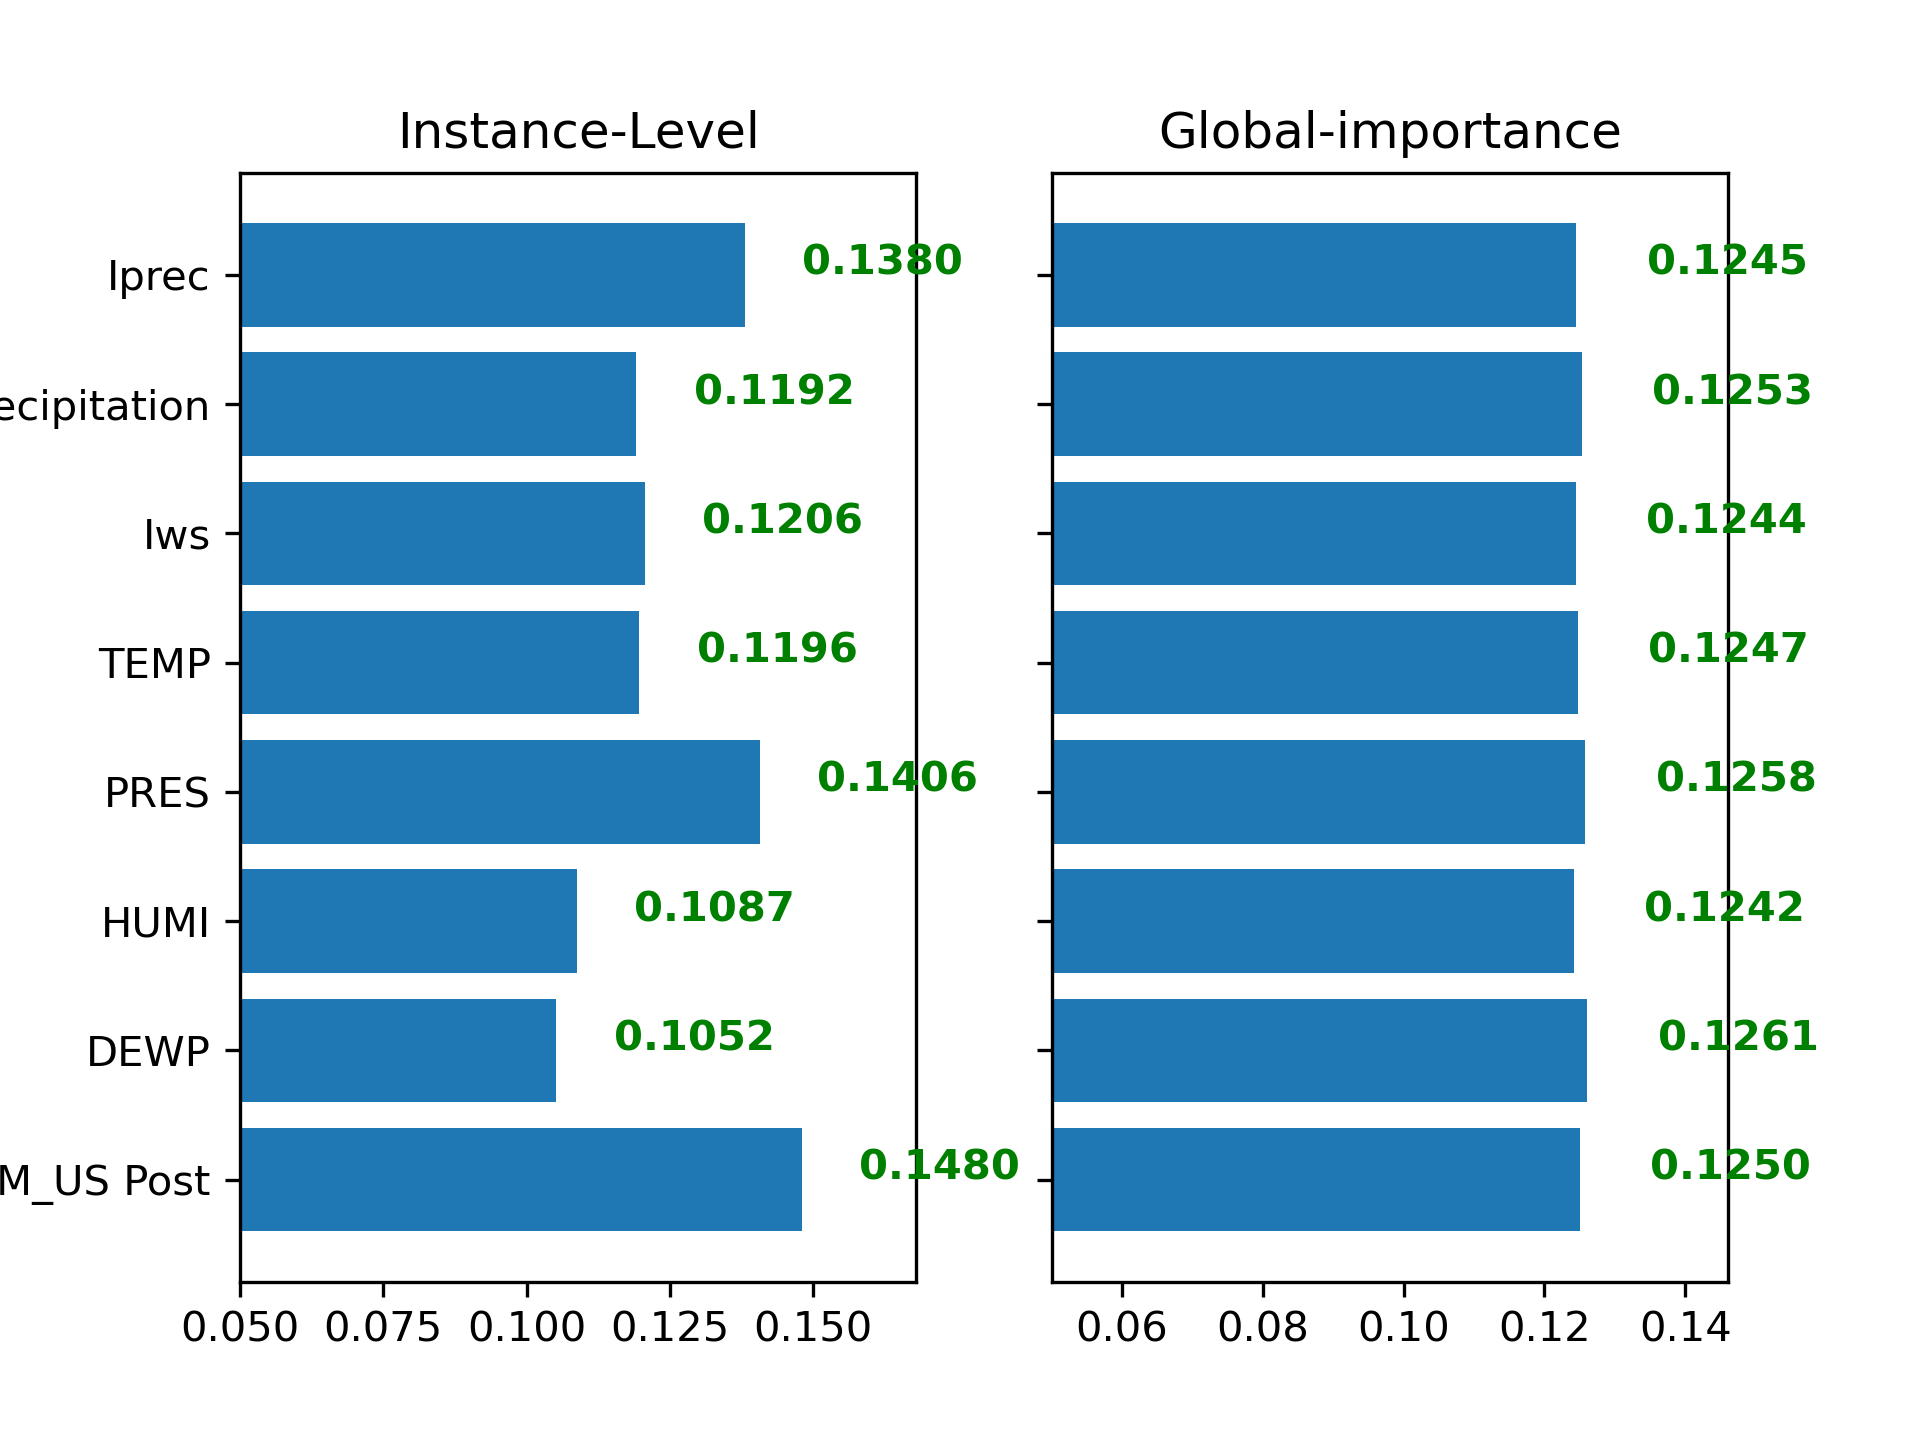 Instance-Level
Iprec
ecipitation
Iws
TEMP
PRES
HUMI
DEWP
M_US Post
0.1380
0.1192
0.1206
0.1196
0.1406
0.1087
0.1052
0.1480
0.050 0.075 0.100 0.125 0.150
Global-importance
0.1245
0.1253
0.1244
0.1247
0.1258
0.1242
0.1261
0.1250
0.06 0.08 0.10 0.12 0.14